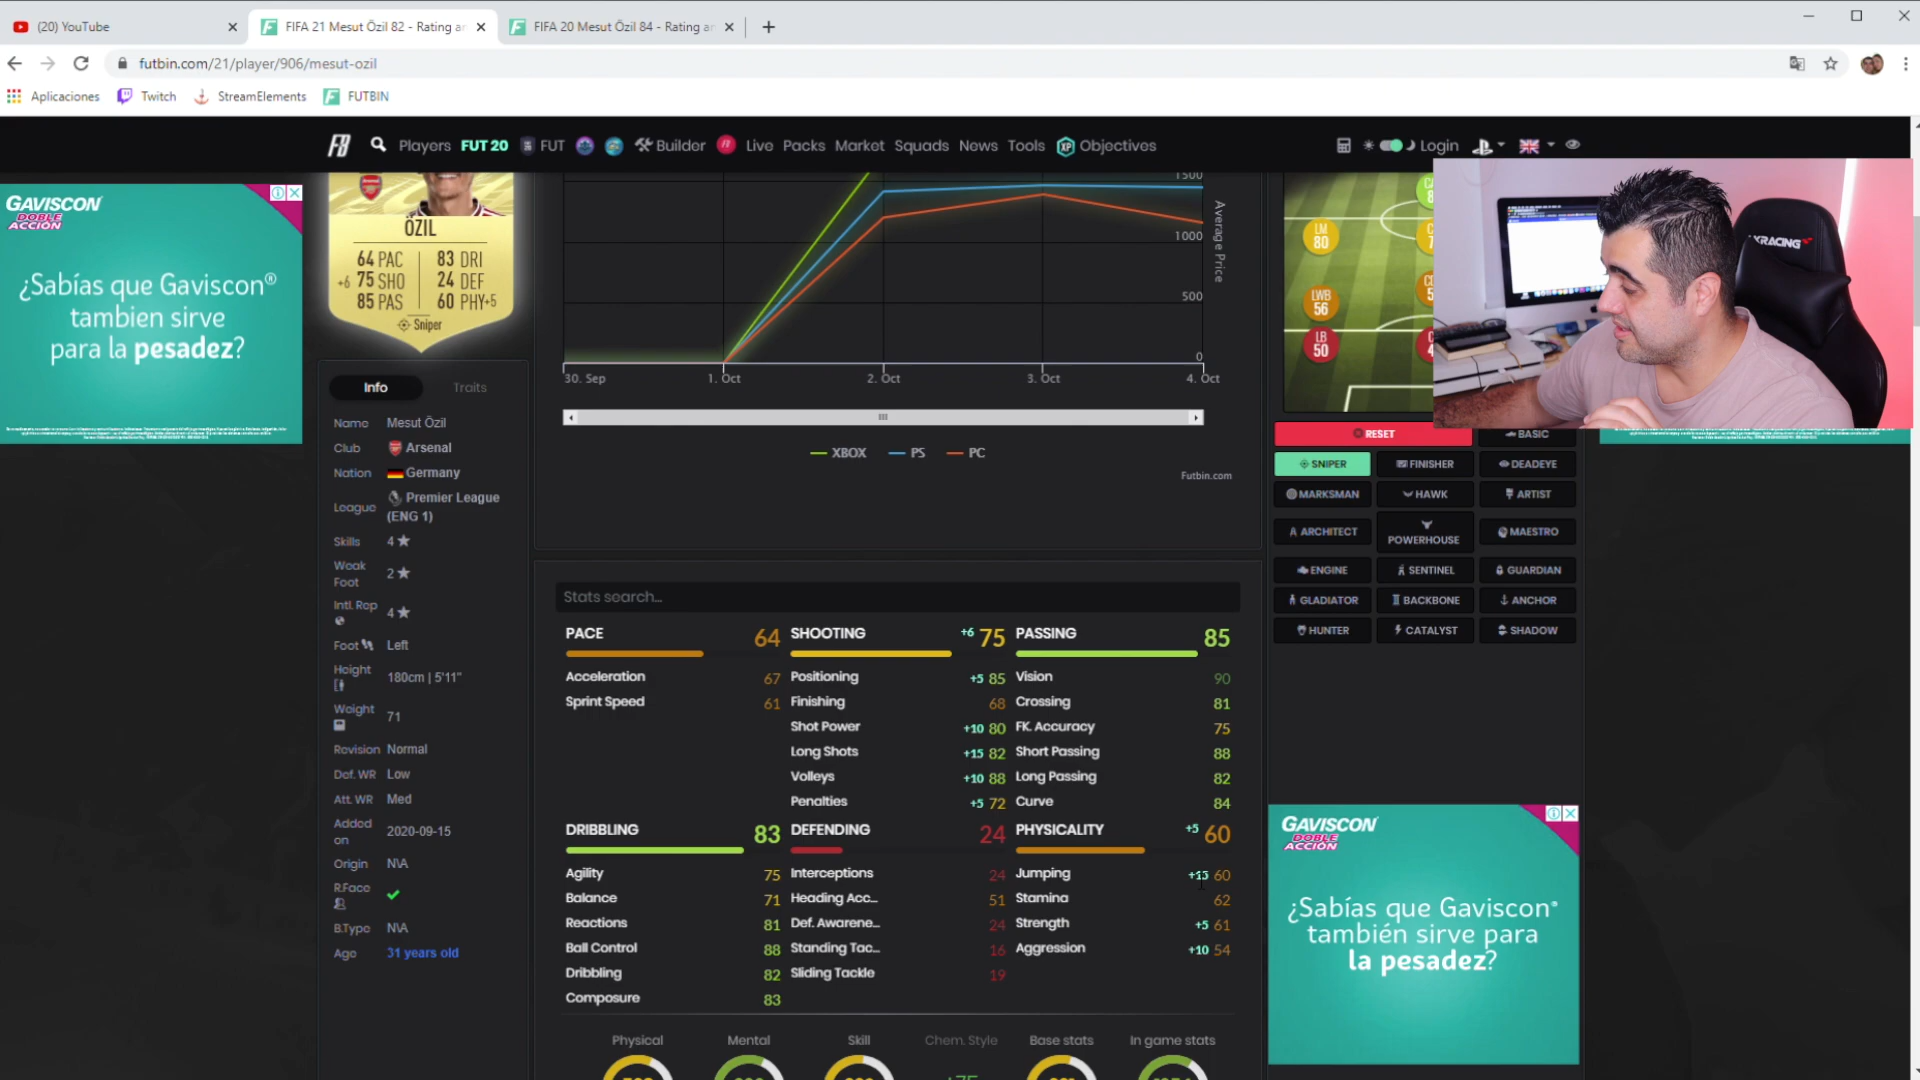 (20) YouTube
FIFA 21 Mesut Özil 82 - Rating an
FIFA 20 Mesut Özil 84 - Rating an
futbin.com/21/player/906/mesut-ozil
Aplicaciones
Twitch
StreamElements
FUTBIN
Players FUT 20 FUT Builder Live Packs Market Squads News Tools Objectives
Login
GAVISCON
DOBLE
ACCIÓN
¿Sabías que Gaviscon®
tambien sirve
para la pesadez?
ÖZIL
64 PAC 83 DRI
+6 75 SHO 24 DEF
85 PAS 60 PHY+5
Sniper
Info Traits
Name Mesut Özil
Club Arsenal
Nation Germany
League Premier League (ENG 1)
Skills 4★
Weak Foot 2★
Intl. Rep 4★
Foot Left
Height 180cm | 5'11"
Weight 71
Revision Normal
Def. WR Low
Att. WR Med
Added on 2020-09-15
Origin N\A
R.Face
B.Type N\A
Age 31 years old
1500
1000
500
0
Average Price
30. Sep 1. Oct 2. Oct 3. Oct 4. Oct
XBOX PS PC
Futbin.com
Stats search...
PACE 64 SHOOTING +6 75 PASSING 85
Acceleration 67 Positioning +5 85 Vision 90
Sprint Speed 61 Finishing 68 Crossing 81
Shot Power +10 80 FK. Accuracy 75
Long Shots +15 82 Short Passing 88
Volleys +10 88 Long Passing 82
Penalties +5 72 Curve 84
DRIBBLING 83 DEFENDING 24 PHYSICALITY +5 60
Agility 75 Interceptions 24 Jumping +15 60
Balance 71 Heading Acc... 51 Stamina 62
Reactions 81 Def. Awarene... 24 Strength +5 61
Ball Control 88 Standing Tac... 16 Aggression +10 54
Dribbling 82 Sliding Tackle 19
Composure 83
Physical Mental Skill Chem. Style Base stats In game stats
LM
80
LWB
56
LB
50
XRACING
RESET BASIC
SNIPER FINISHER DEADEYE
MARKSMAN HAWK ARTIST
ARCHITECT POWERHOUSE MAESTRO
ENGINE SENTINEL GUARDIAN
GLADIATOR BACKBONE ANCHOR
HUNTER CATALYST SHADOW
GAVISCON
DOBLE
ACCIÓN
¿Sabías que Gaviscon®
también sirve para
la pesadez?